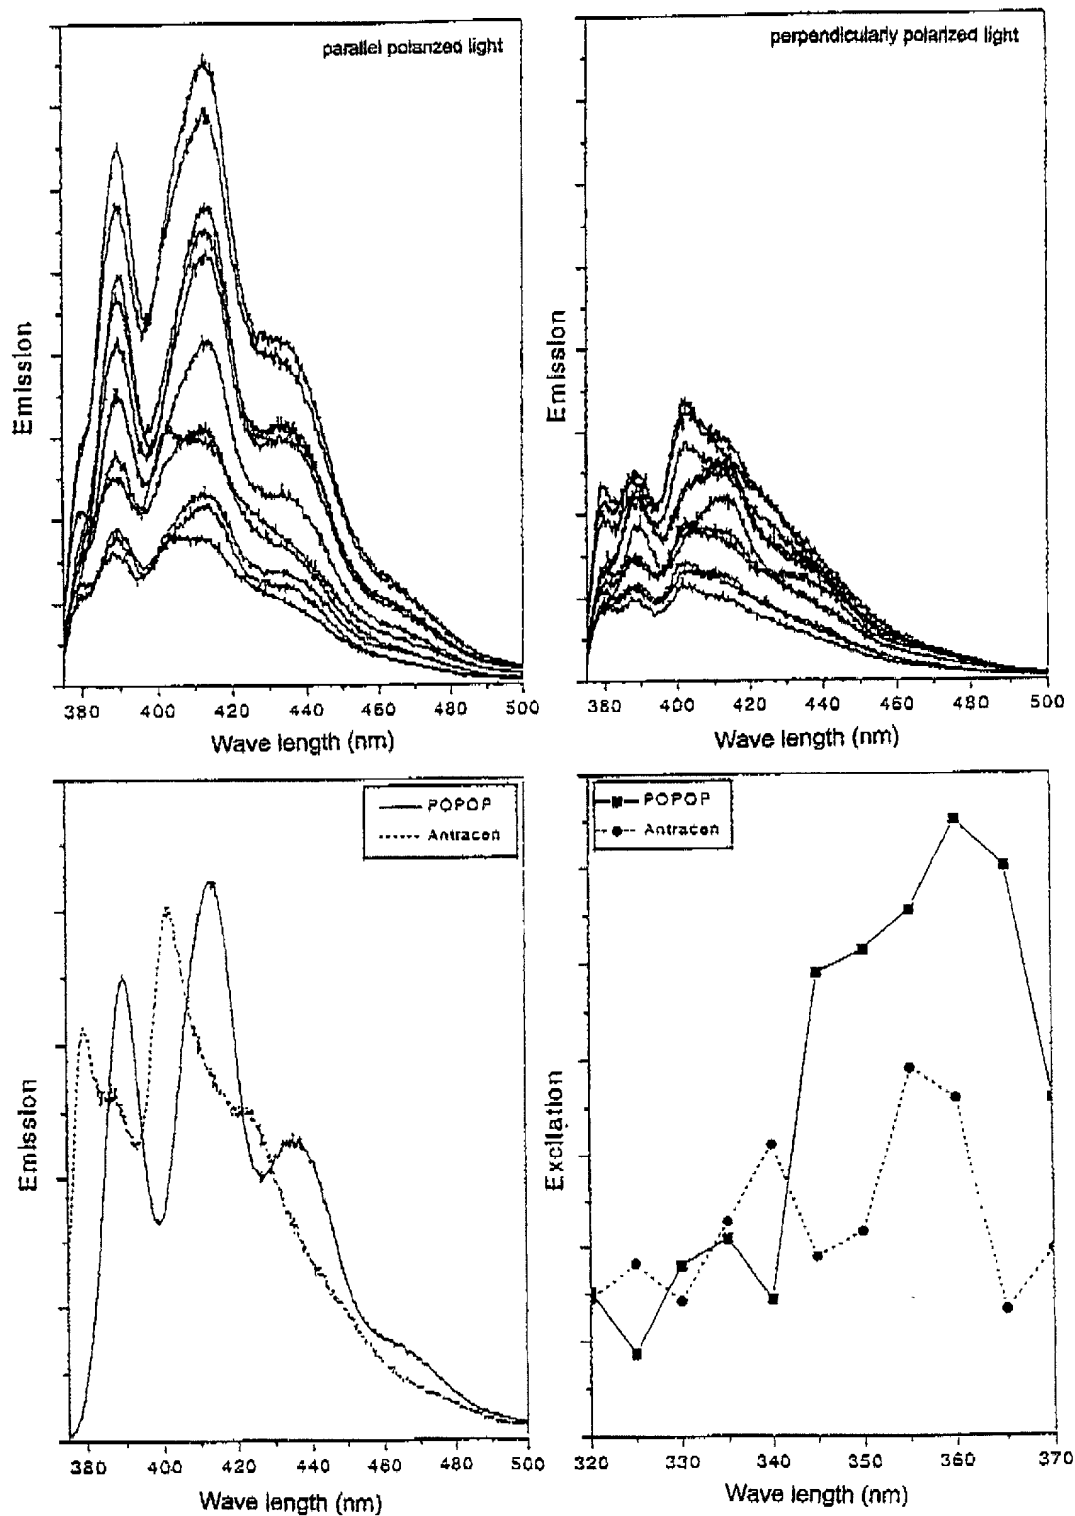 parallel polarized light
perpendicularly polarized light
Emission
Emission
380 400 420 440 460 480 500
380 400 420 440 460 480 500
Wave length (nm)
Wave length (nm)
POPOP
Antracen
POPOP
Antracen
Emission
Excitation
380 400 420 440 460 480 500
320 330 340 350 360 370
Wave length (nm)
Wave length (nm)